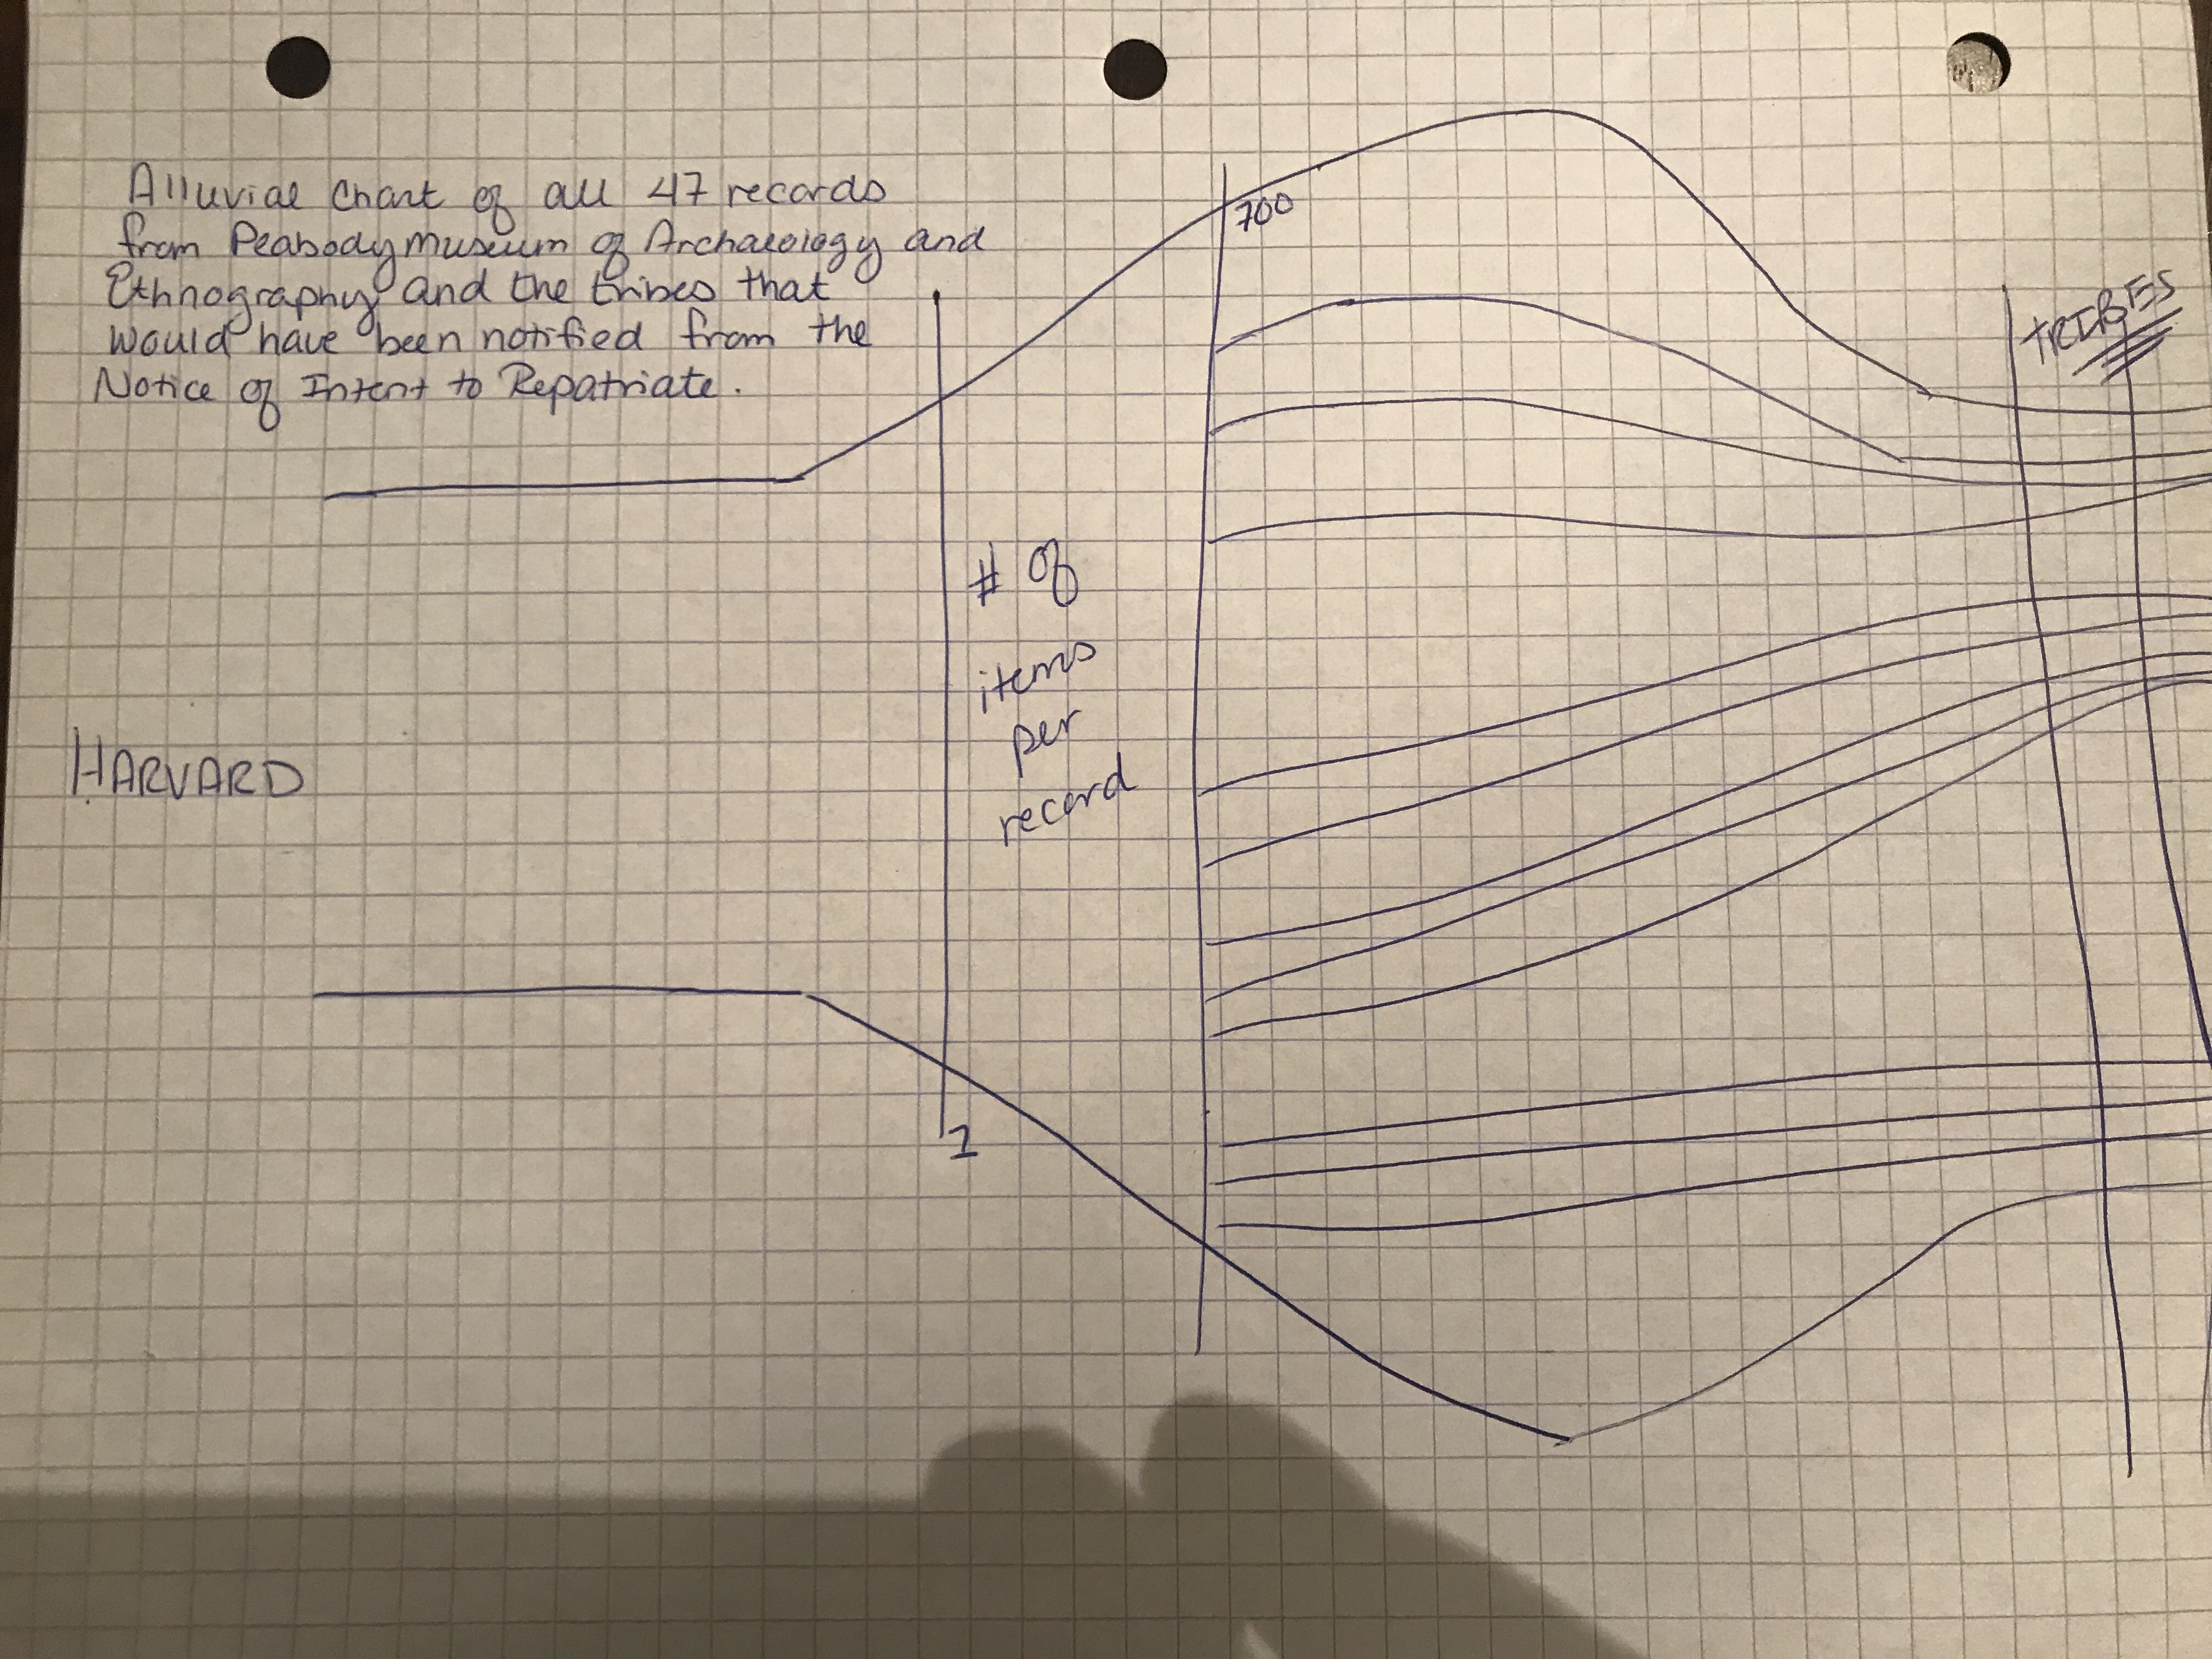 Alluvial Chart of all 47 records
from Peabody Museum of Archaeology and
Ethnography and the tribes that
would have been notified from the
Notice of Intent to Repatriate.
700
TRIBES
# of
items
per
record
HARVARD
1